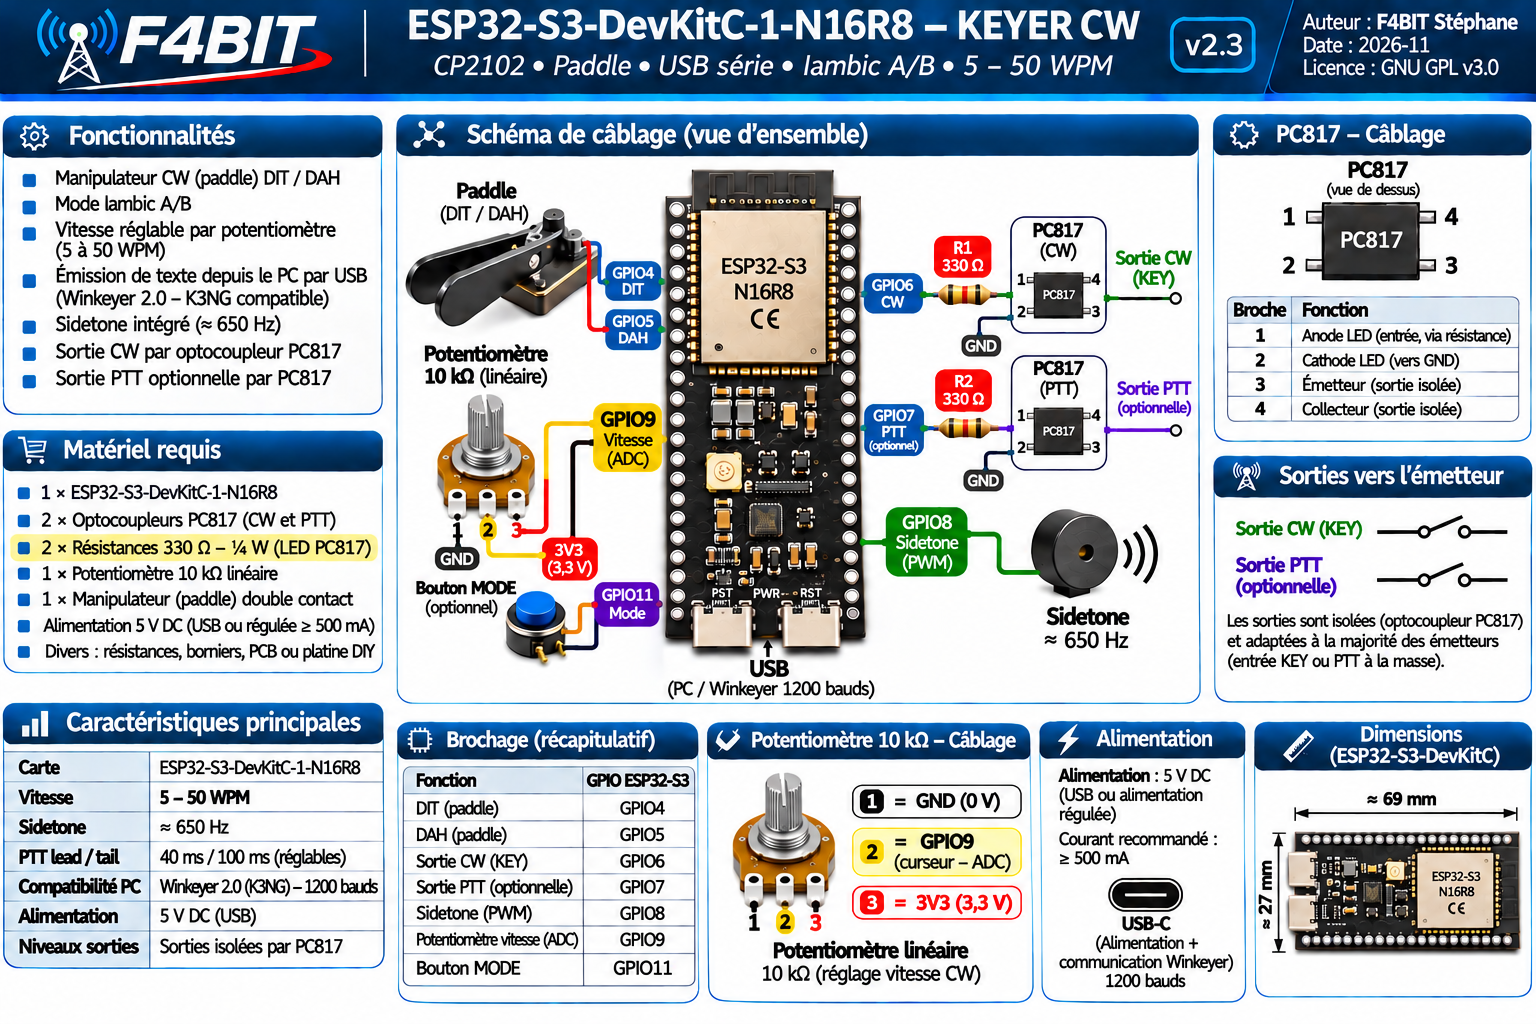 F4BIT
ESP32-S3-DevKitC-1-N16R8 – KEYER CW
CP2102 • Paddle • USB série • Iambic A/B • 5 – 50 WPM
v2.3
Auteur : F4BIT Stéphane
Date : 2026-11
Licence : GNU GPL v3.0
Fonctionnalités
Manipulateur CW (paddle) DIT / DAH
Mode Iambic A/B
Vitesse réglable par potentiomètre
(5 à 50 WPM)
Émission de texte depuis le PC par USB
(Winkeyer 2.0 – K3NG compatible)
Sidetone intégré (≈ 650 Hz)
Sortie CW par optocoupleur PC817
Sortie PTT optionnelle par PC817
Matériel requis
1 × ESP32-S3-DevKitC-1-N16R8
2 × Optocoupleurs PC817 (CW et PTT)
2 × Résistances 330 Ω – ¼ W (LED PC817)
1 × Potentiomètre 10 kΩ linéaire
1 × Manipulateur (paddle) double contact
Alimentation 5 V DC (USB ou régulée ≥ 500 mA)
Divers : résistances, borniers, PCB ou platine DIY
Caractéristiques principales
Carte ESP32-S3-DevKitC-1-N16R8
Vitesse 5 – 50 WPM
Sidetone ≈ 650 Hz
PTT lead / tail 40 ms / 100 ms (réglables)
Compatibilité PC Winkeyer 2.0 (K3NG) – 1200 bauds
Alimentation 5 V DC (USB)
Niveaux sorties Sorties isolées par PC817
Schéma de câblage (vue d'ensemble)
Paddle
(DIT / DAH)
GPIO4
DIT
GPIO5
DAH
Potentiomètre
10 kΩ (linéaire)
GPIO9
Vitesse
(ADC)
1
2
3
GND
3V3
(3,3 V)
Bouton MODE
(optionnel)
GPIO11
Mode
ESP32-S3
N16R8
CE
PST
PWR
RST
USB
(PC / Winkeyer 1200 bauds)
GPIO6
CW
R1
330 Ω
PC817
(CW)
1
4
PC817
2
3
GND
Sortie CW
(KEY)
GPIO7
PTT
(optionnel)
R2
330 Ω
PC817
(PTT)
1
4
PC817
2
3
GND
Sortie PTT
(optionnelle)
GPIO8
Sidetone
(PWM)
Sidetone
≈ 650 Hz
PC817 – Câblage
PC817
(vue de dessus)
1
4
PC817
2
3
Broche Fonction
1 Anode LED (entrée, via résistance)
2 Cathode LED (vers GND)
3 Émetteur (sortie isolée)
4 Collecteur (sortie isolée)
Sorties vers l'émetteur
Sortie CW (KEY)
Sortie PTT
(optionnelle)
Les sorties sont isolées (optocoupleur PC817)
et adaptées à la majorité des émetteurs
(entrée KEY ou PTT à la masse).
Brochage (récapitulatif)
Fonction GPIO ESP32-S3
DIT (paddle) GPIO4
DAH (paddle) GPIO5
Sortie CW (KEY) GPIO6
Sortie PTT (optionnelle) GPIO7
Sidetone (PWM) GPIO8
Potentiomètre vitesse (ADC) GPIO9
Bouton MODE GPIO11
Potentiomètre 10 kΩ – Câblage
1 = GND (0 V)
2 = GPIO9
(curseur – ADC)
3 = 3V3 (3,3 V)
1
2
3
Potentiomètre linéaire
10 kΩ (réglage vitesse CW)
Alimentation
Alimentation : 5 V DC
(USB ou alimentation
régulée)
Courant recommandé :
≥ 500 mA
USB-C
(Alimentation +
communication Winkeyer)
1200 bauds
Dimensions
(ESP32-S3-DevKitC)
≈ 69 mm
≈ 27 mm
ESP32-S3
N16R8
CE